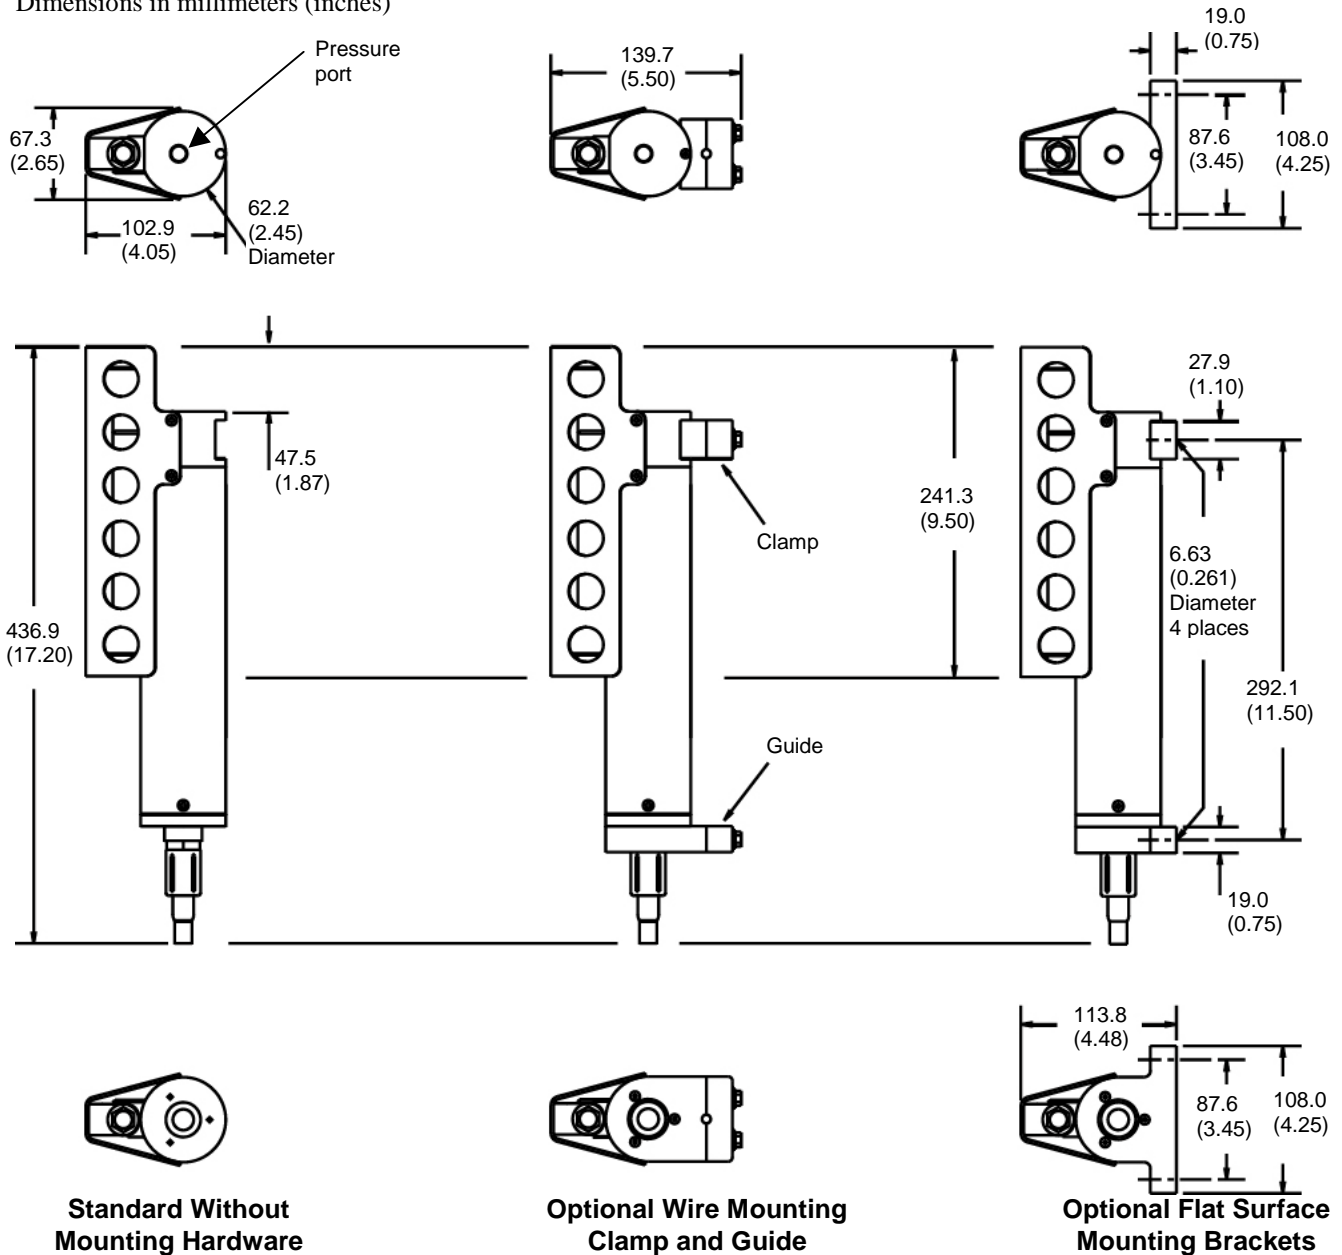 Dimensions in millimeters (inches)
Pressure
port
67.3
(2.65)
102.9
(4.05)
62.2
(2.45)
Diameter
139.7
(5.50)
19.0
(0.75)
87.6
(3.45)
108.0
(4.25)
47.5
(1.87)
436.9
(17.20)
Clamp
241.3
(9.50)
Guide
27.9
(1.10)
6.63
(0.261)
Diameter
4 places
292.1
(11.50)
19.0
(0.75)
113.8
(4.48)
87.6
(3.45)
108.0
(4.25)
Standard Without
Mounting Hardware
Optional Wire Mounting
Clamp and Guide
Optional Flat Surface
Mounting Brackets